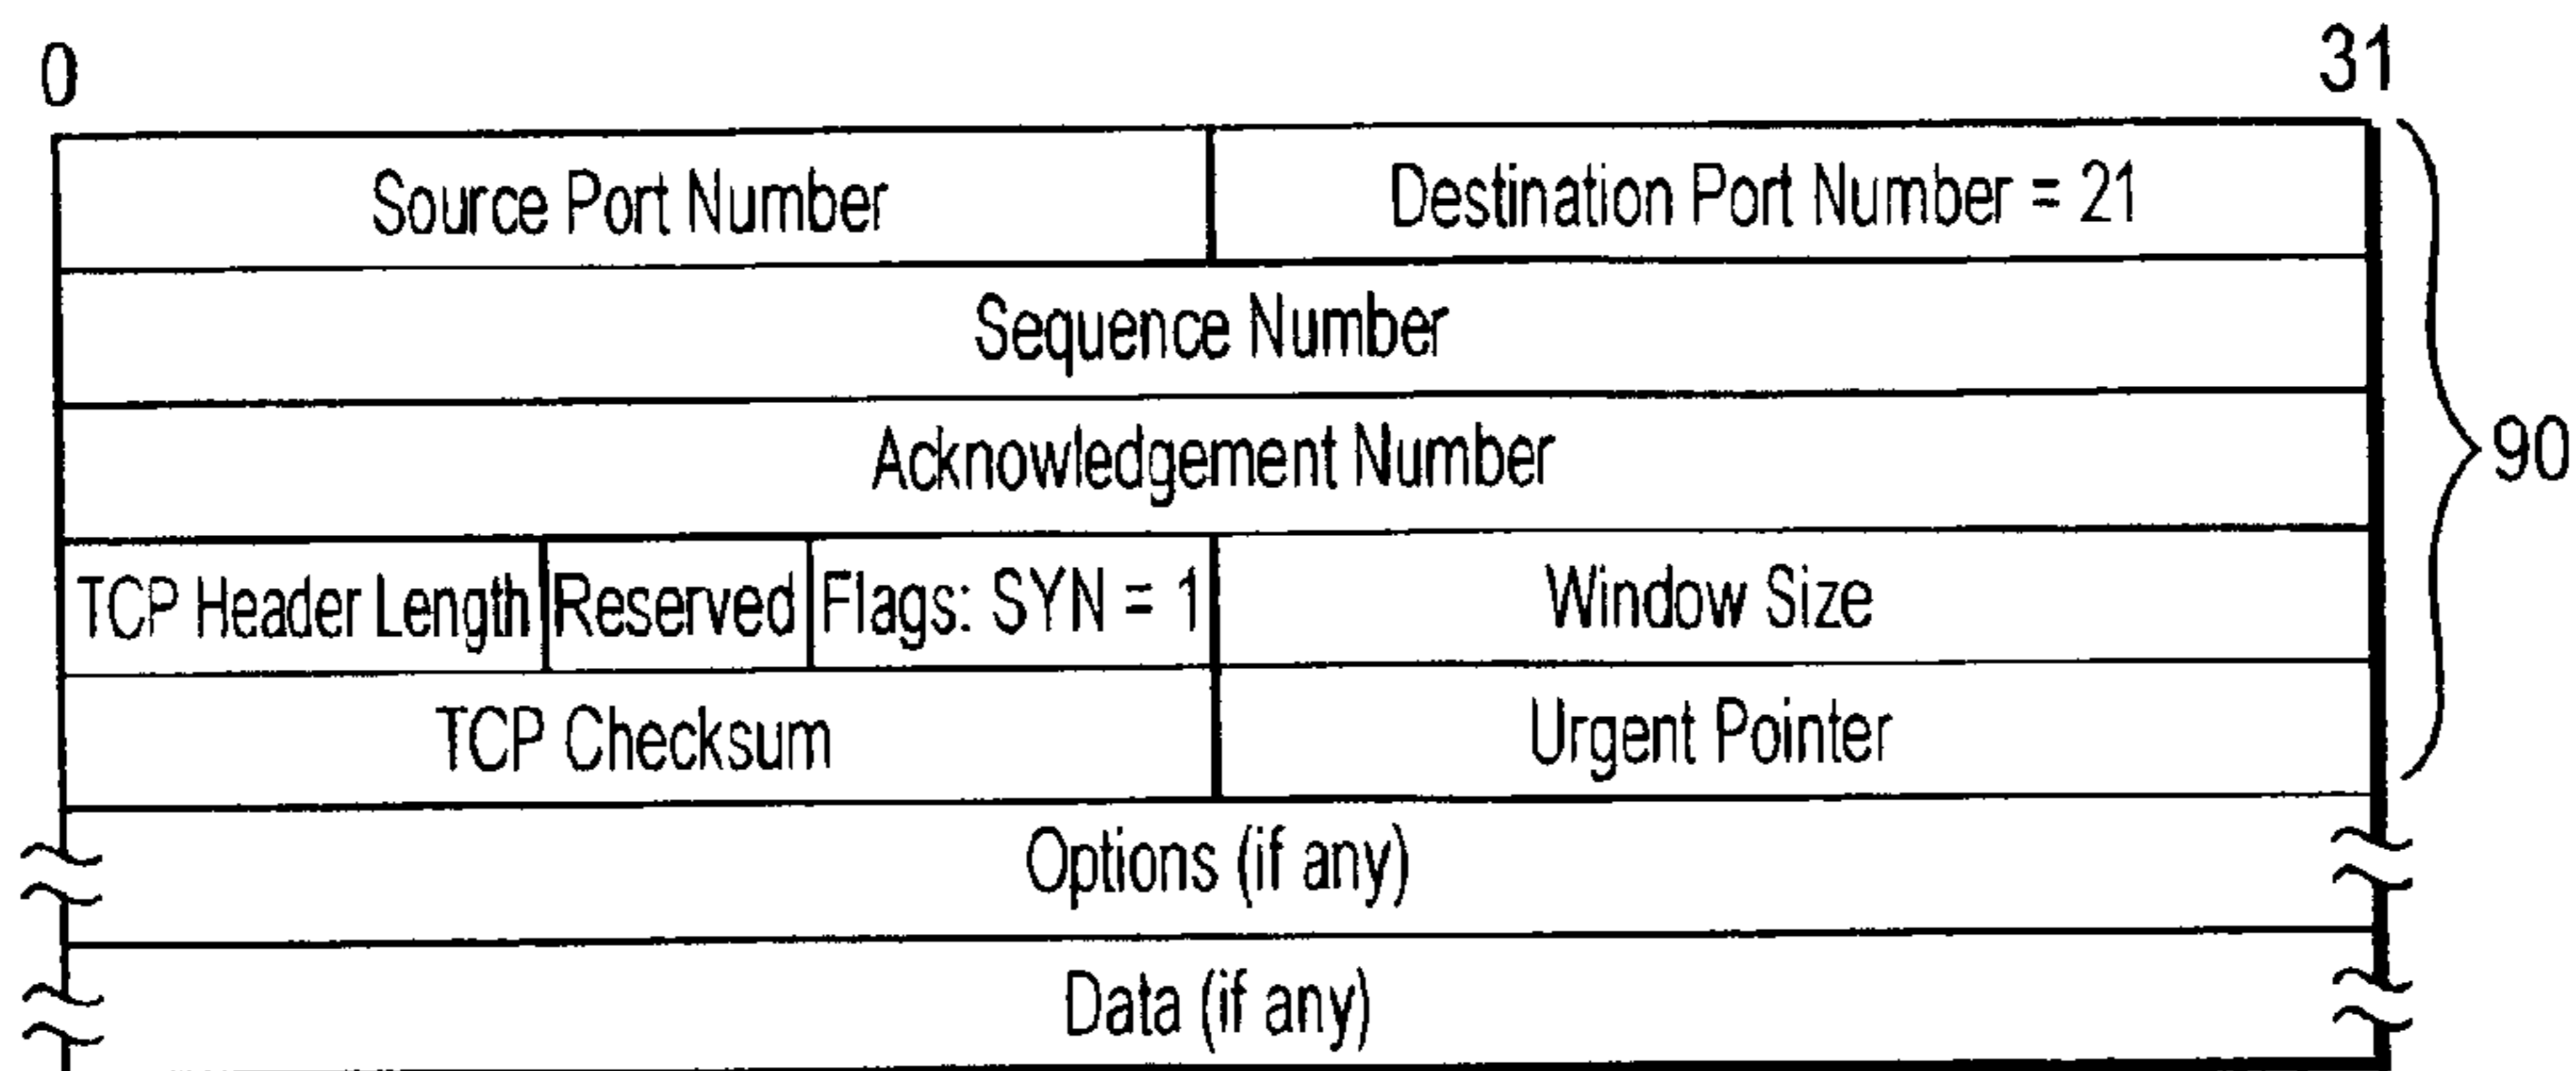 0 31
Source Port Number Destination Port Number = 21
Sequence Number
Acknowledgement Number
90
TCP Header Length Reserved Flags: SYN = 1 Window Size
TCP Checksum Urgent Pointer
Options (if any)
Data (if any)